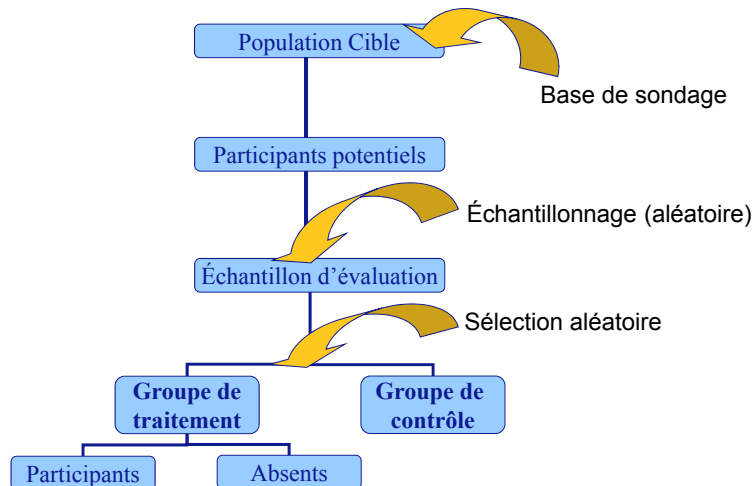 Population Cible
Base de sondage
Participants potentiels
Échantillonnage (aléatoire)
Échantillon d’évaluation
Sélection aléatoire
Groupe de
traitement
Groupe de
contrôle
Participants
Absents